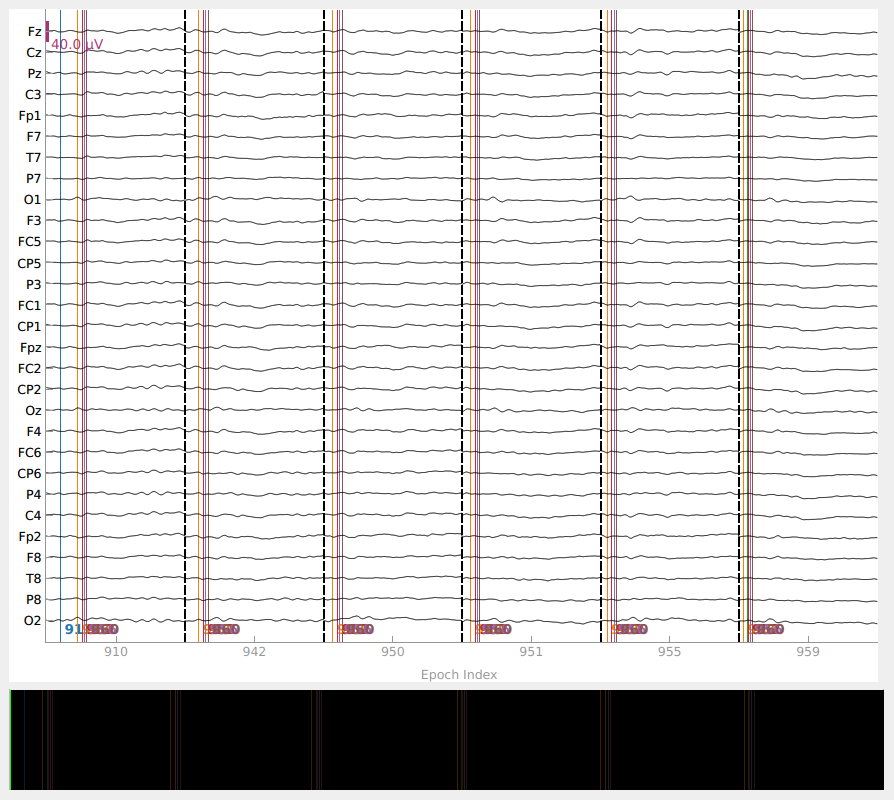 Fz
40.0 µV
Cz
Pz
C3
Fp1
F7
T7
P7
O1
F3
FC5
CP5
P3
FC1
CP1
Fpz
FC2
CP2
Oz
F4
FC6
CP6
P4
C4
Fp2
F8
T8
P8
O2
910 942 950 951 955 959
Epoch Index